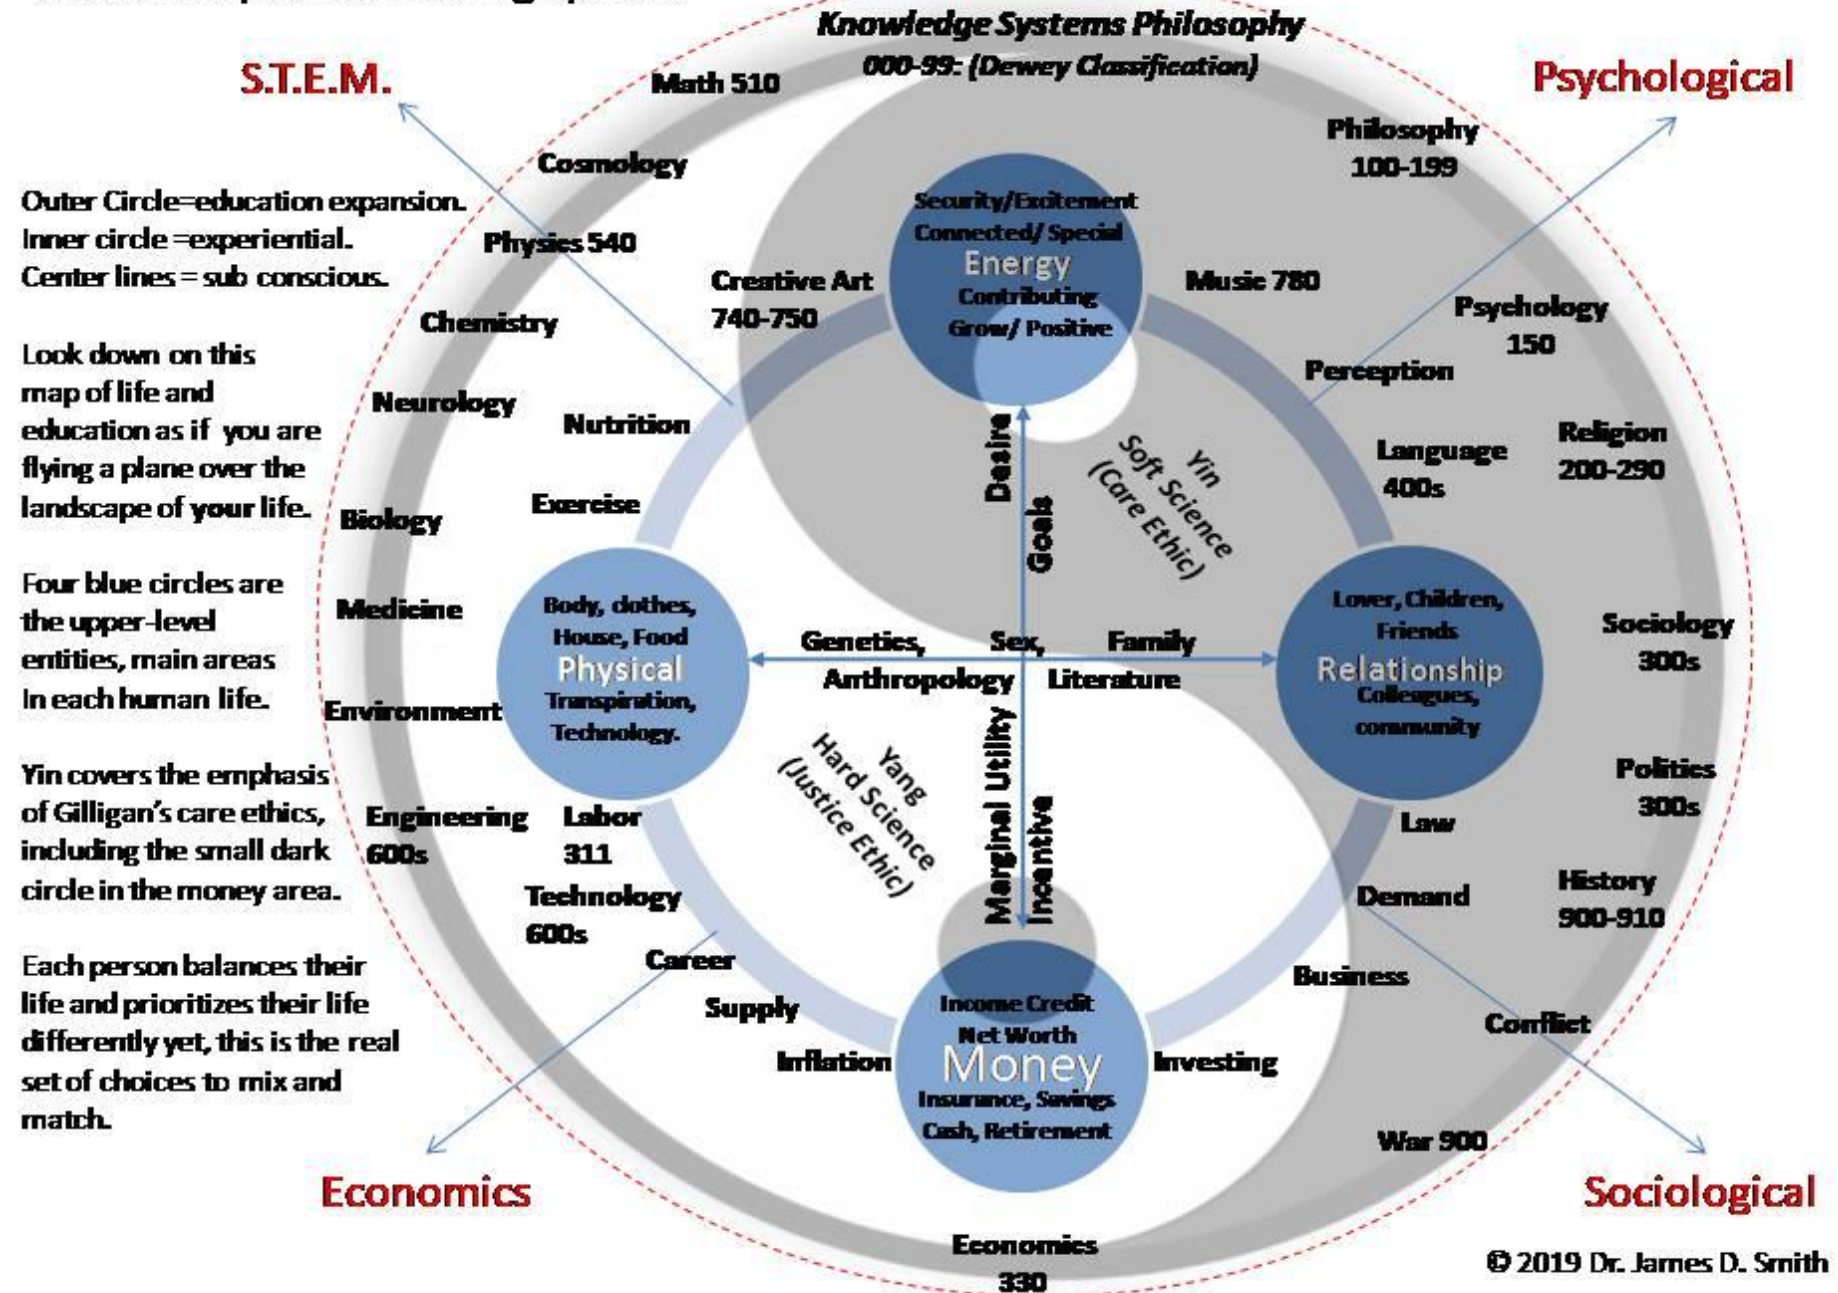 Knowledge Systems Philosophy
000-99: (Dewey Classification)
S.T.E.M.
Psychological
Math 510
Cosmology
Physics 540
Chemistry
Neurology
Biology
Medicine
Environment
Engineering
600s
Creative Art
740-750
Nutrition
Exercise
Music 780
Philosophy
100-199
Psychology
150
Perception
Language
400s
Religion
200-290
Sociology
300s
Politics
300s
History
900-910
Law
Demand
Business
Conflict
War 900
Labor
311
Technology
600s
Career
Supply
Inflation
Investing
Economics
330
Security/Excitement
Connected/ Special
Energy
Contributing
Grow/ Positive
Body, clothes,
House, Food
Physical
Transpiration,
Technology.
Lover, Children,
Friends
Relationship
Colleagues,
community
Income Credit
Net Worth
Money
Insurance, Savings
Cash, Retirement
Desire
Goals
Yin
Soft Science
(Care Ethic)
Genetics, Sex, Family
Anthropology Literature
Yang
Hard Science
(Justice Ethic)
Marginal Utility
Incentive
Outer Circle=education expansion.
Inner circle =experiential.
Center lines = sub conscious.
Look down on this
map of life and
education as if you are
flying a plane over the
landscape of your life.
Four blue circles are
the upper-level
entities, main areas
In each human life.
Yin covers the emphasis
of Gilligan's care ethics,
including the small dark
circle in the money area.
Each person balances their
life and prioritizes their life
differently yet, this is the real
set of choices to mix and
match.
Economics
Sociological
© 2019 Dr. James D. Smith